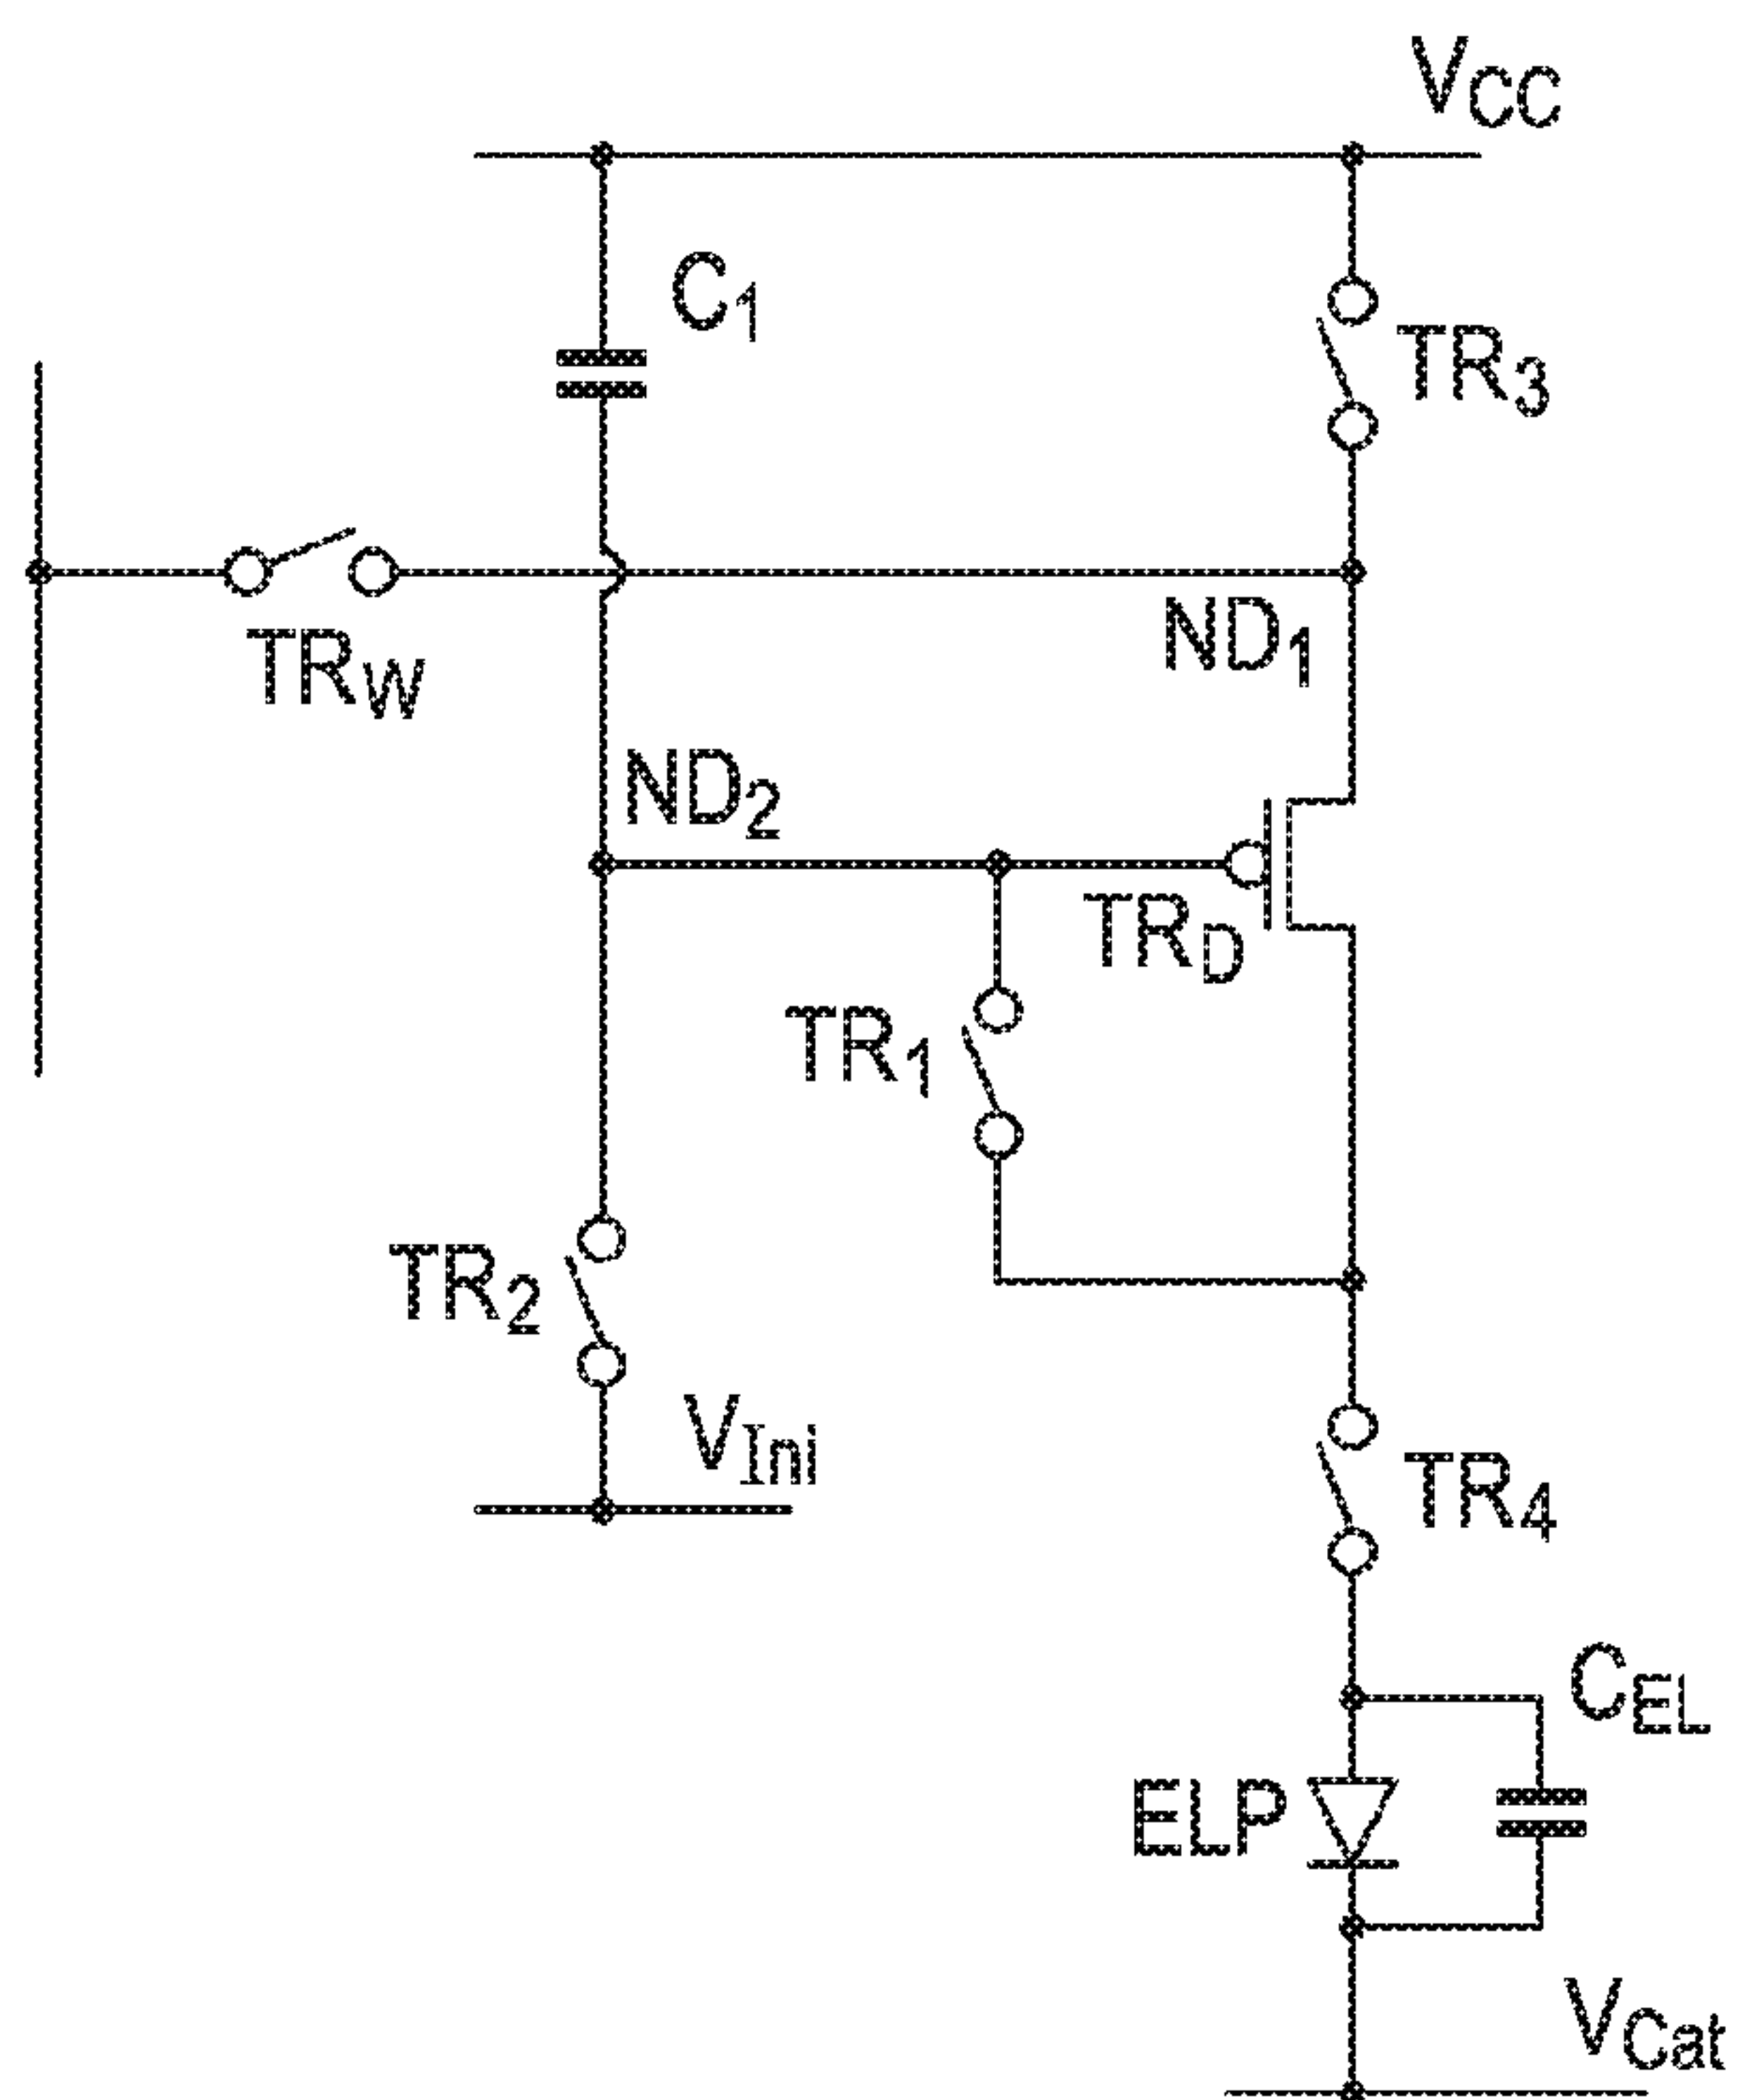 VCC
C1
TR3
TRW
ND1
ND2
TRD
TR1
TR2
VIni
TR4
CEL
ELP
VCat